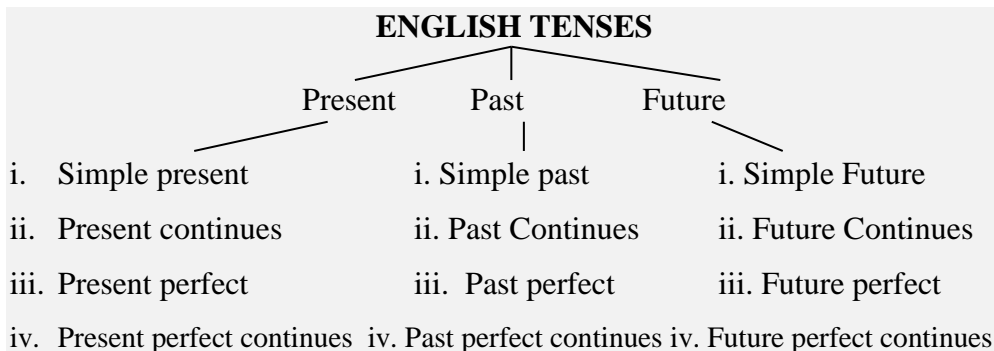 ENGLISH TENSES
Present Past Future
i. Simple present i. Simple past i. Simple Future
ii. Present continues ii. Past Continues ii. Future Continues
iii. Present perfect iii. Past perfect iii. Future perfect
iv. Present perfect continues iv. Past perfect continues iv. Future perfect continues